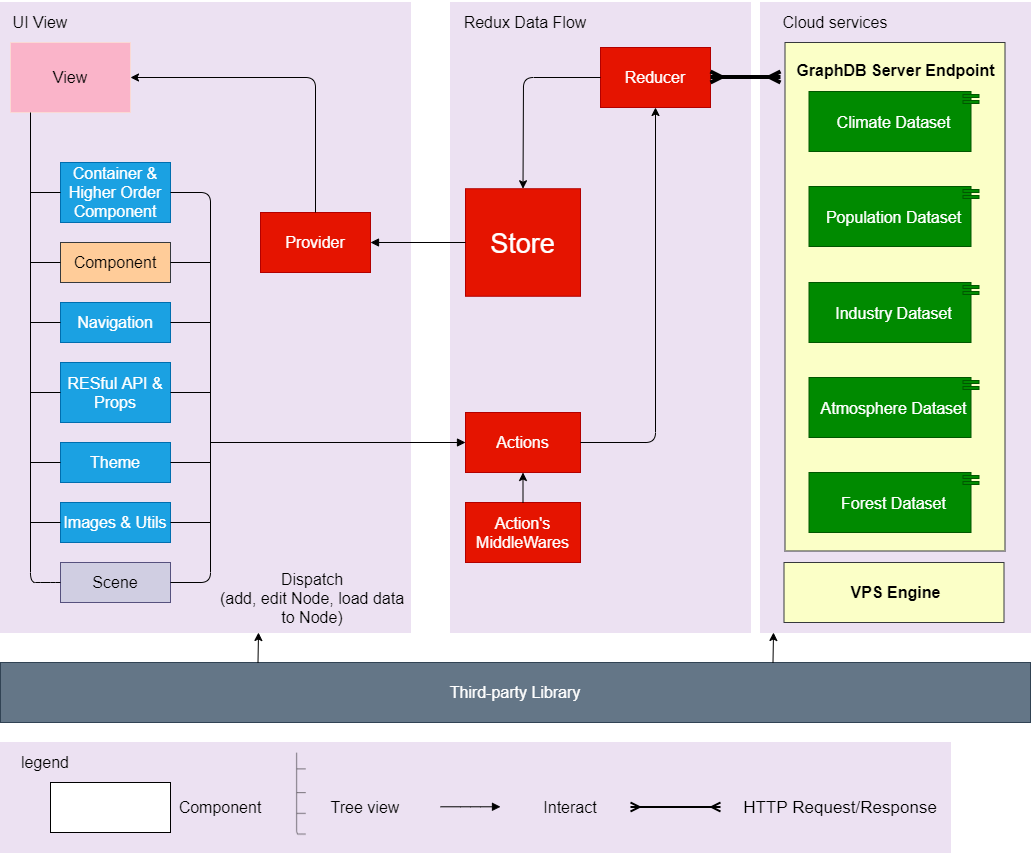 UI View
View
Container &
Higher Order
Component
Component
Navigation
RESful API &
Props
Theme
Images & Utils
Scene
Provider
Dispatch
(add, edit Node, load data
to Node)
Redux Data Flow
Reducer
Store
Actions
Action's
MiddleWares
Cloud services
GraphDB Server Endpoint
Climate Dataset
Population Dataset
Industry Dataset
Atmosphere Dataset
Forest Dataset
VPS Engine
Third-party Library
legend
Component
Tree view
Interact
HTTP Request/Response